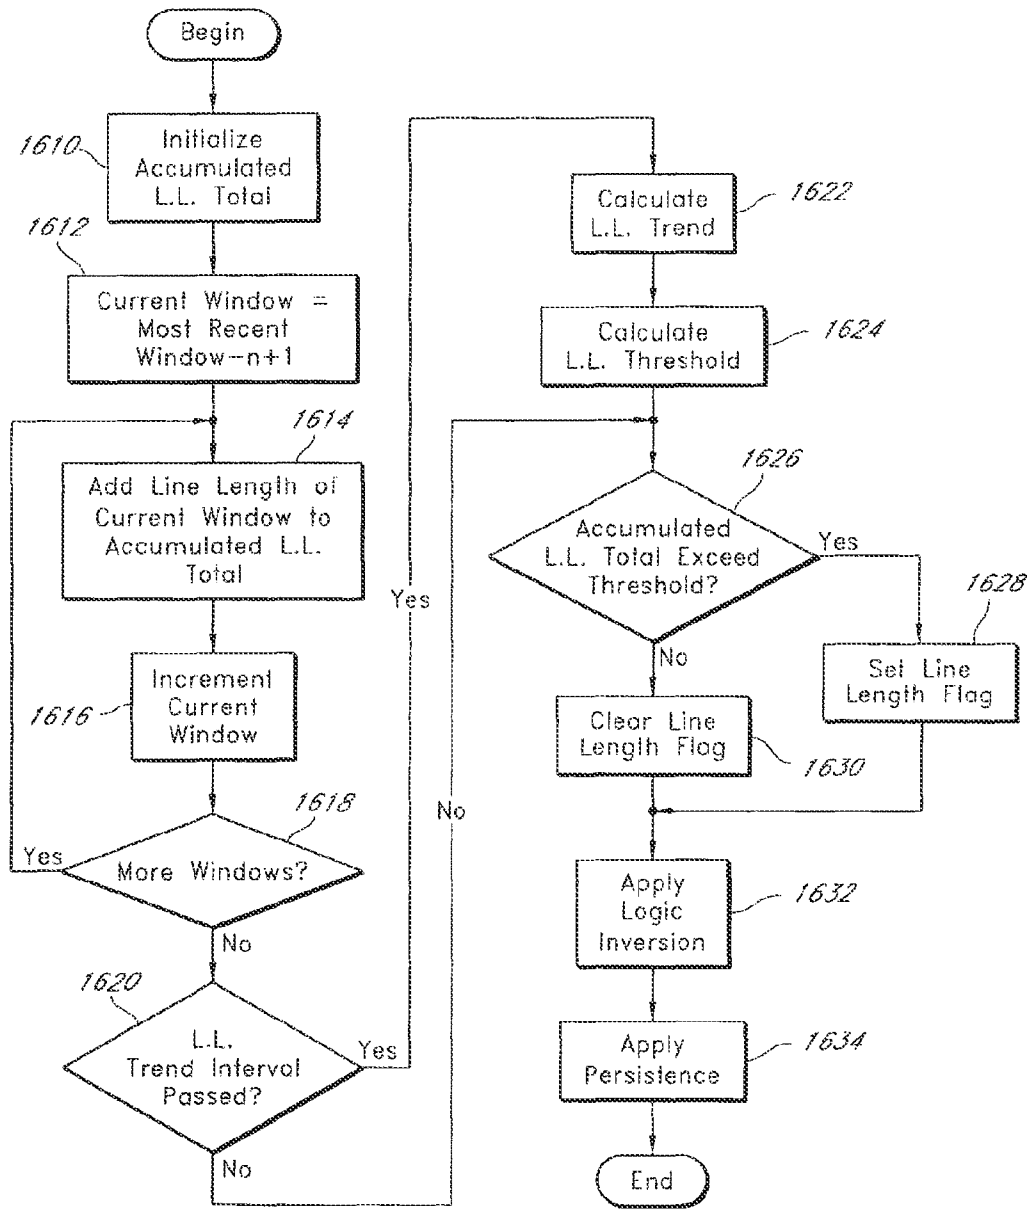 Begin
1610
Initialize
Accumulated
L.L. Total
1612
Current Window =
Most Recent
Window-n+1
1614
Add Line Length of
Current Window to
Accumulated L.L.
Total
1616
Increment
Current
Window
1618
More Windows?
Yes
No
1620
L.L.
Trend Interval
Passed?
Yes
No
Yes
No
1622
Calculate
L.L. Trend
1624
Calculate
L.L. Threshold
1626
Accumulated
L.L. Total Exceed
Threshold?
Yes
No
1628
Set Line
Length Flag
Clear Line
Length Flag
1630
Apply
Logic
Inversion
1632
Apply
Persistence
1634
End